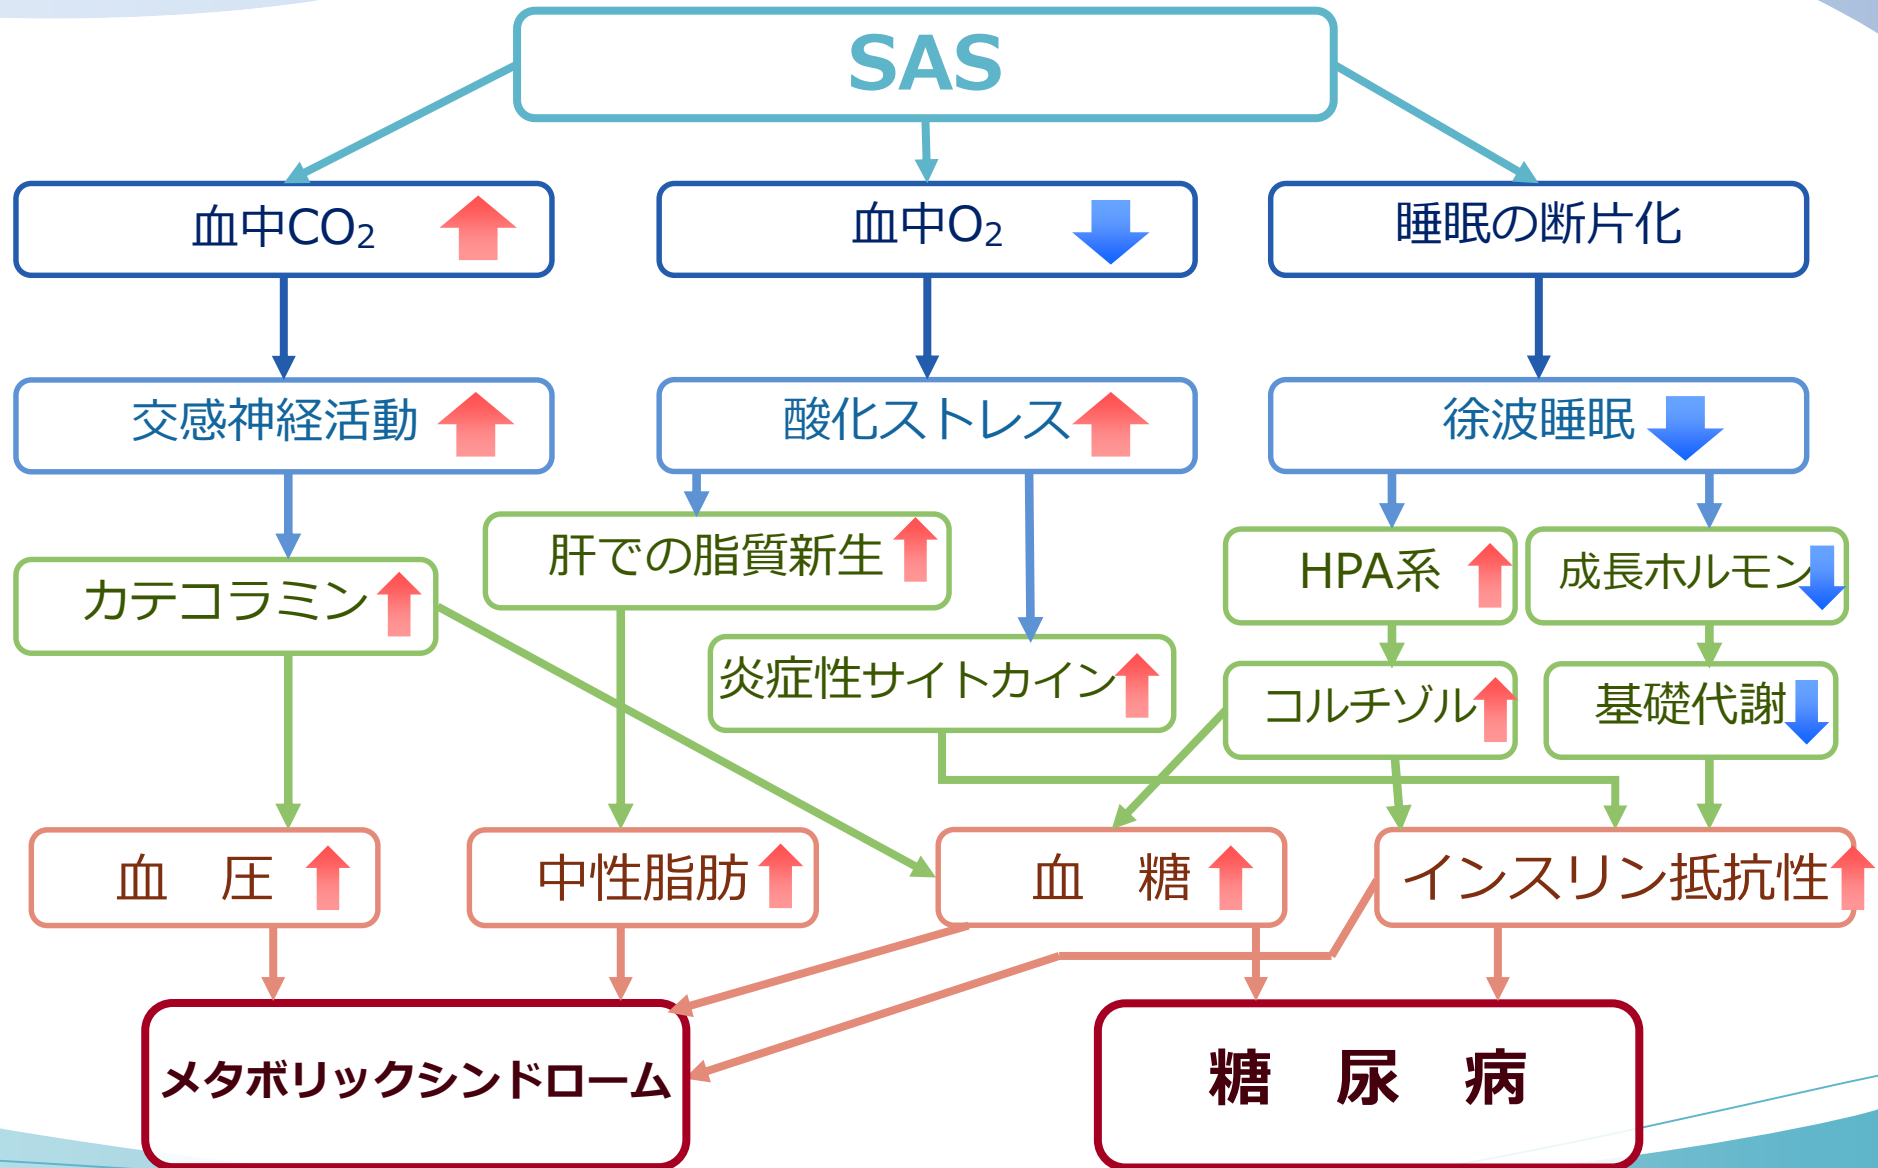 SAS
血中CO₂
血中O₂
睡眠の断片化
交感神経活動
酸化ストレス
徐波睡眠
肝での脂質新生
HPA系
成長ホルモン
カテコラミン
炎症性サイトカイン
コルチゾル
基礎代謝
血　圧
中性脂肪
血　糖
インスリン抵抗性
メタボリックシンドローム
糖　尿　病